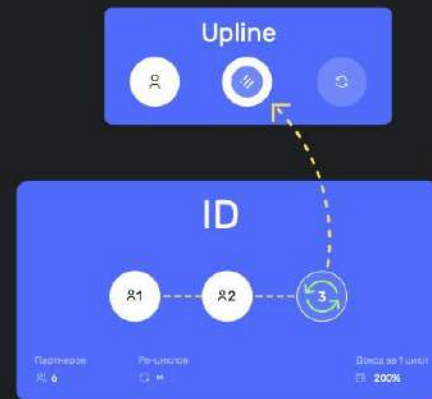 Upline
ID
1
2
3
Партнеров
Ре-циклов
Доход за 1 цикл
6
∞
200%